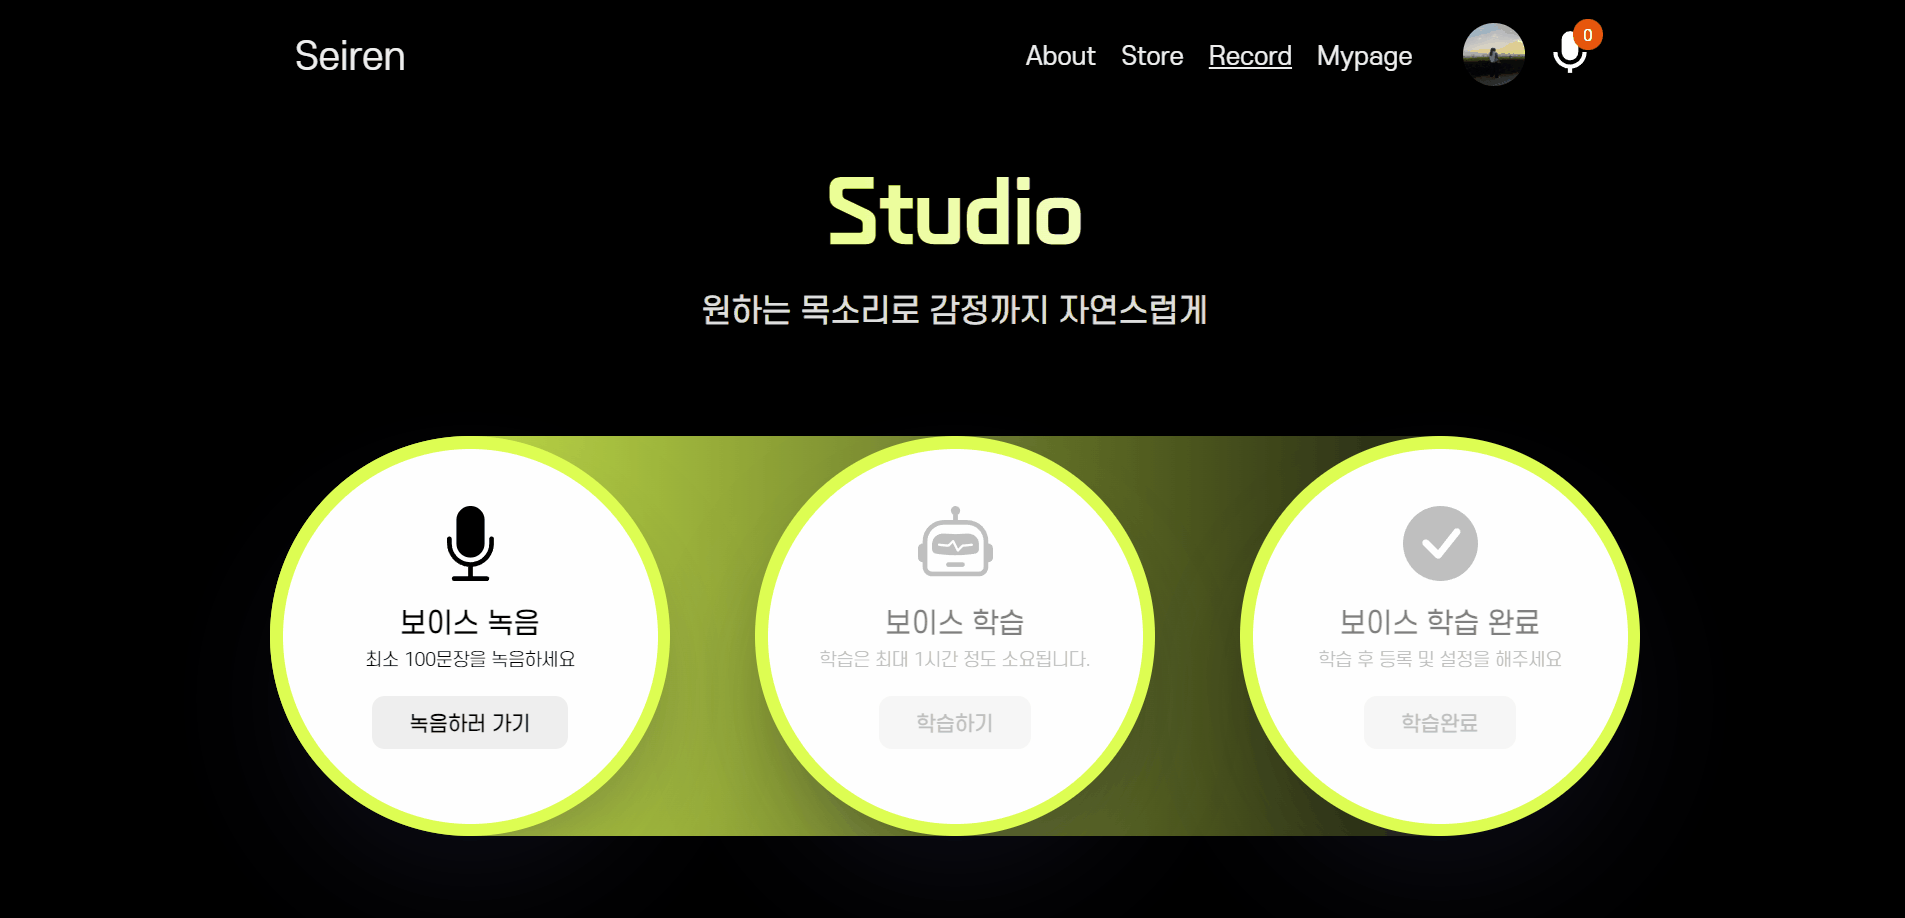 Seiren
About Store Record Mypage
0
Studio
원하는 목소리로 감정까지 자연스럽게
보이스 녹음
최소 100문장을 녹음하세요
녹음하러 가기
보이스 학습
학습은 최대 1시간 정도 소요됩니다.
학습하기
보이스 학습 완료
학습 후 등록 및 설정을 해주세요
학습완료